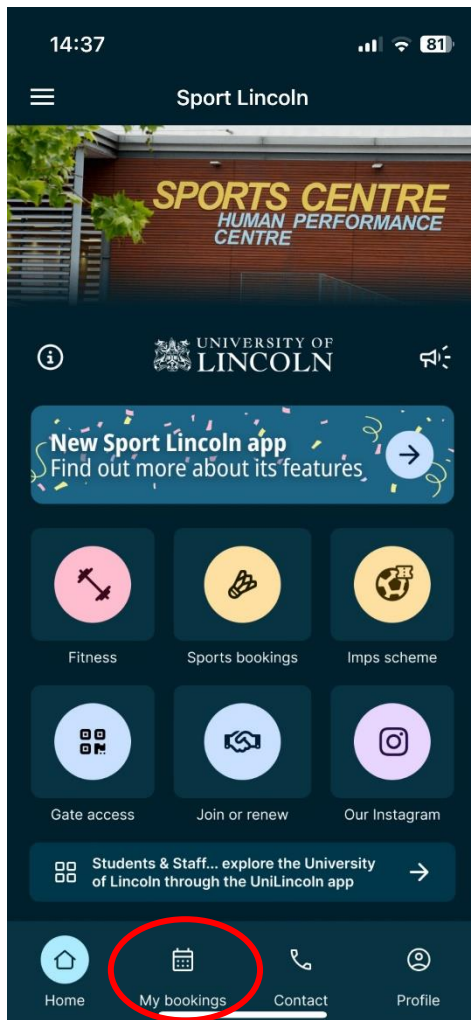 14:37
81
Sport Lincoln
SPORTS CENTRE
HUMAN PERFORMANCE
CENTRE
UNIVERSITY OF
LINCOLN
New Sport Lincoln app
Find out more about its features
Fitness
Sports bookings
Imps scheme
Gate access
Join or renew
Our Instagram
Students & Staff... explore the University
of Lincoln through the UniLincoln app
Home
My bookings
Contact
Profile